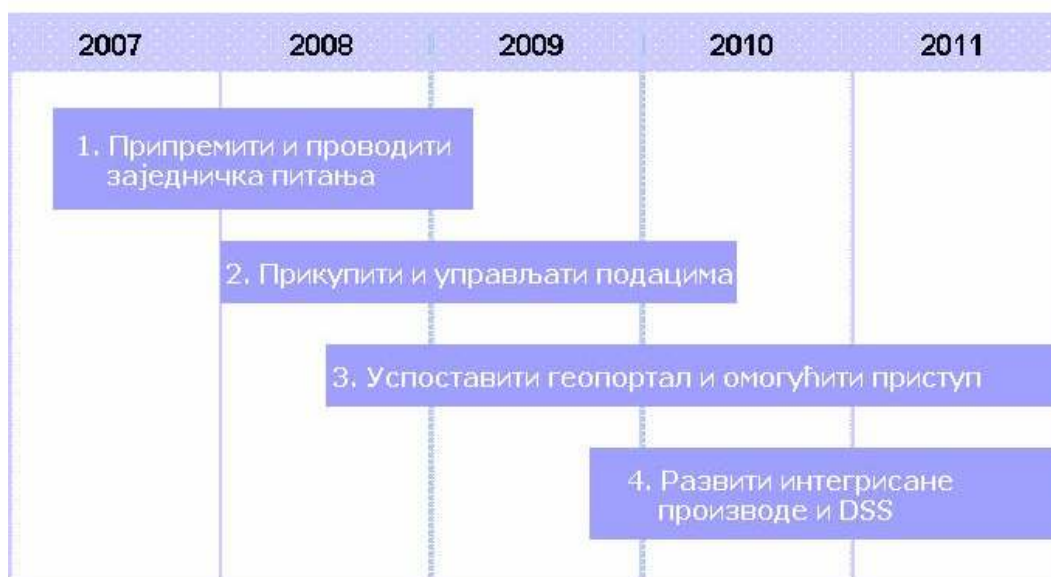 2007 2008 2009 2010 2011
1. Припремити и проводити
заједничка питања
2. Прикупити и управљати подацима
3. Успоставити геопортал и омогућити приступ
4. Развити интегрисане
производе и DSS